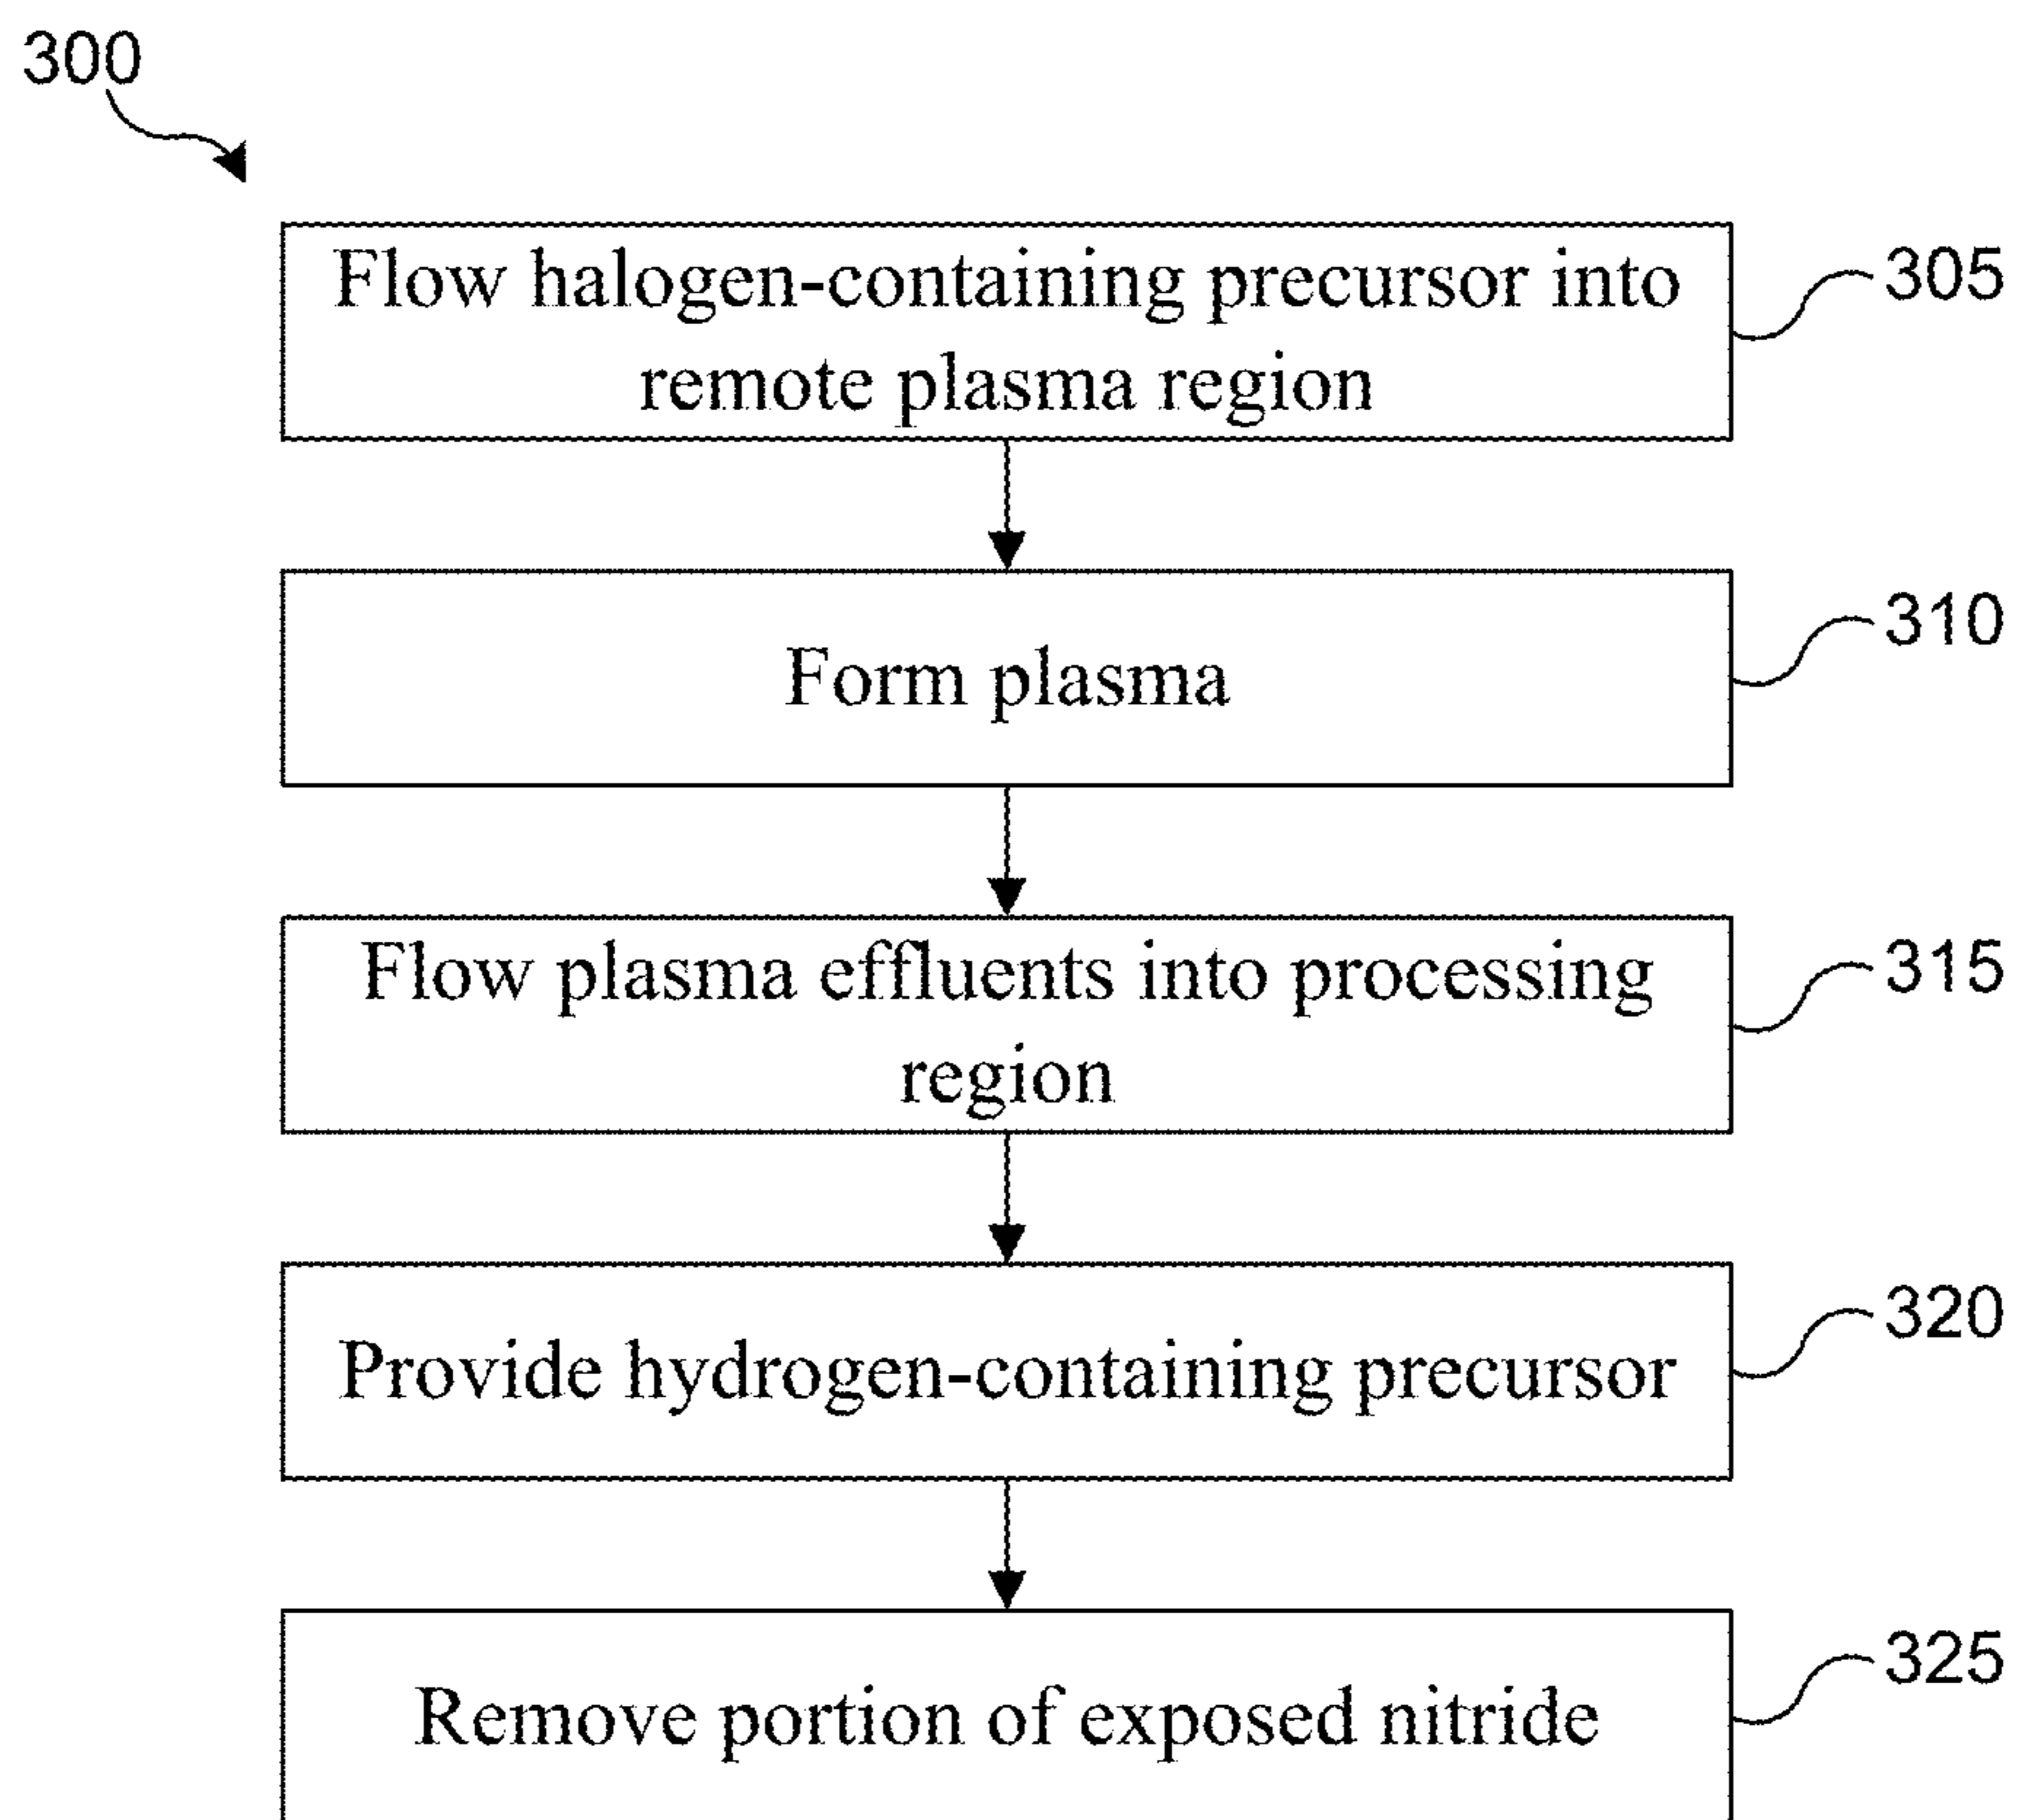 300
Flow halogen-containing precursor into
remote plasma region
305
Form plasma
310
Flow plasma effluents into processing
region
315
Provide hydrogen-containing precursor
320
Remove portion of exposed nitride
325